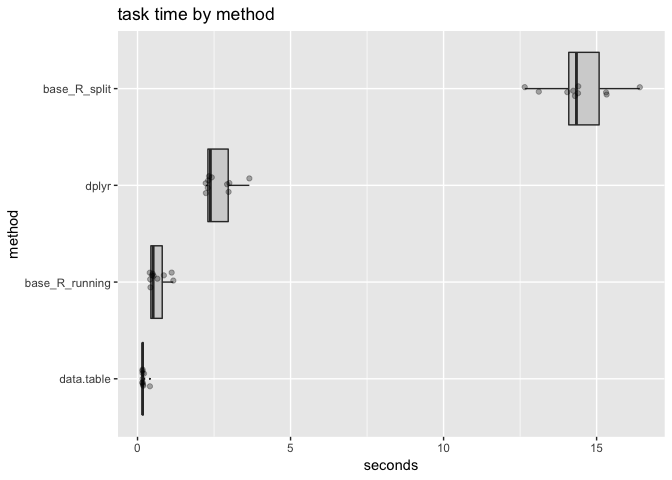 task time by method
base_R_split
dplyr
base_R_running
data.table
method
0 5 10 15
seconds